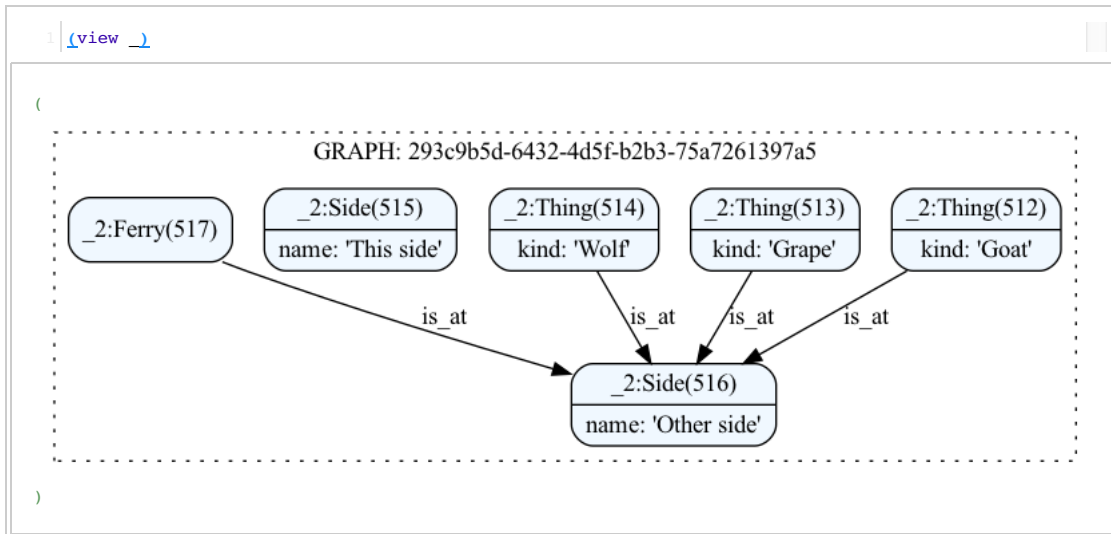 1 (view _)
(
GRAPH: 293c9b5d-6432-4d5f-b2b3-75a7261397a5
_2:Ferry(517)
_2:Side(515)
name: 'This side'
_2:Thing(514)
kind: 'Wolf'
_2:Thing(513)
kind: 'Grape'
_2:Thing(512)
kind: 'Goat'
is_at
is_at
is_at
is_at
_2:Side(516)
name: 'Other side'
)